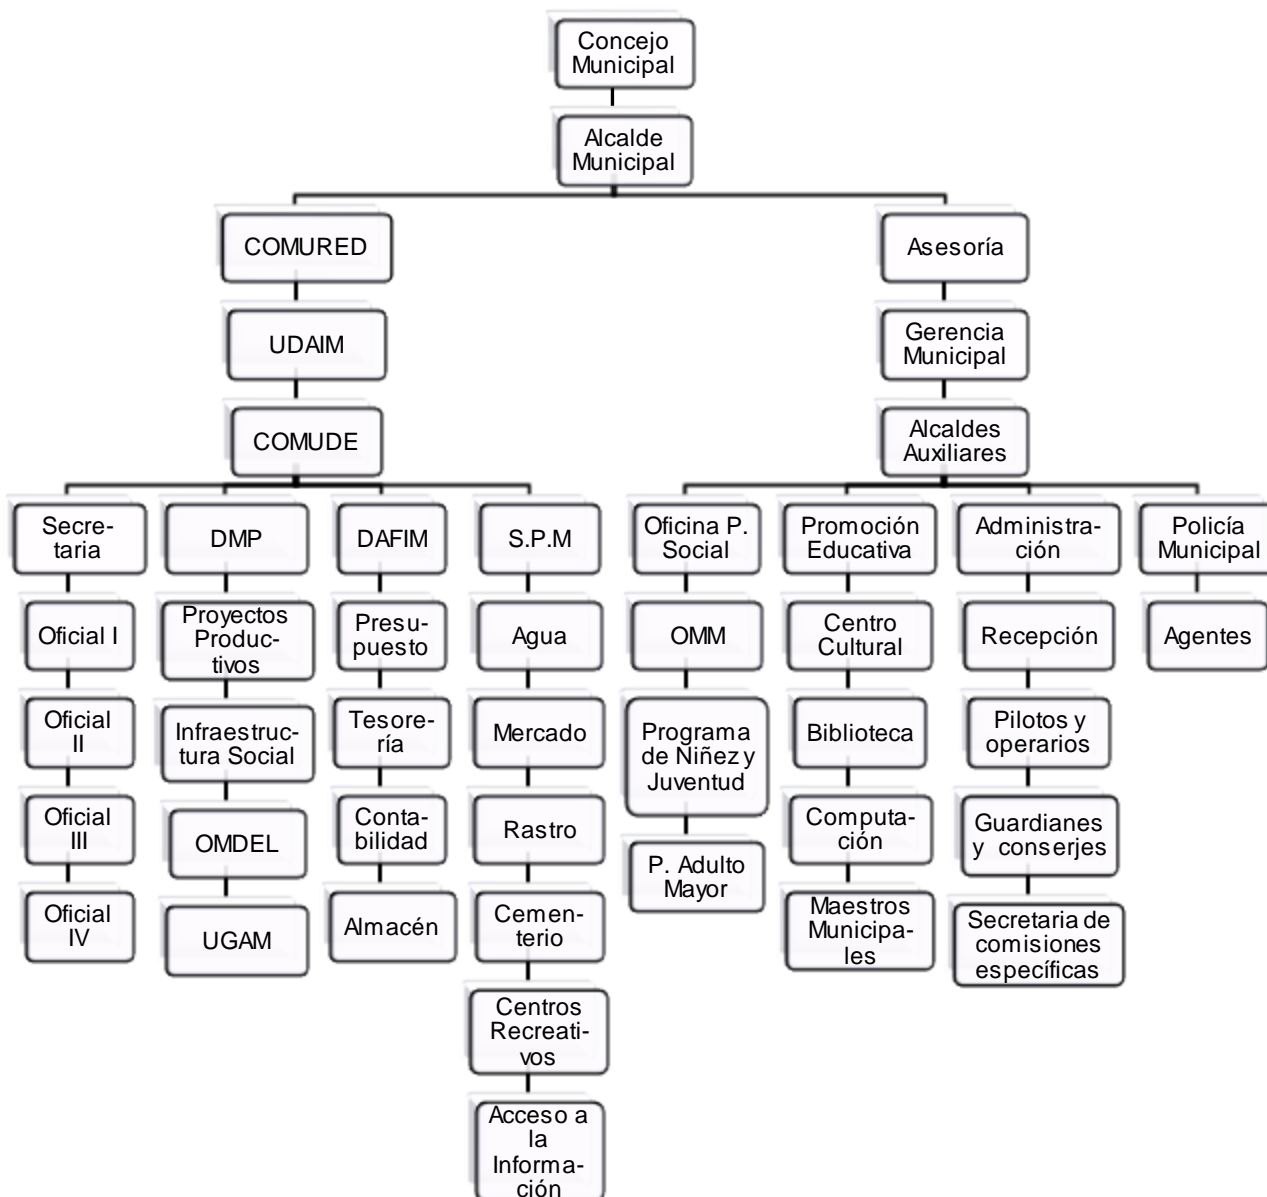 Concejo
Municipal
Alcalde
Municipal
COMURED
Asesoría
UDAIM
Gerencia
Municipal
COMUDE
Alcaldes
Auxiliares
Secre-
taria
DMP
DAFIM
S.P.M
Oficina P.
Social
Promoción
Educativa
Administra-
ción
Policía
Municipal
Oficial I
Proyectos
Produc-
tivos
Presu-
puesto
Agua
OMM
Centro
Cultural
Recepción
Agentes
Oficial
II
Infraestruc-
tura Social
Tesore-
ría
Mercado
Programa
de Niñez y
Juventud
Biblioteca
Pilotos y
operarios
Oficial
III
OMDEL
Conta-
bilidad
Rastro
P. Adulto
Mayor
Computa-
ción
Guardianes
y conserjes
Oficial
IV
UGAM
Almacén
Cemen-
terio
Maestros
Municipa-
les
Secretaria de
comisiones
específicas
Centros
Recreati-
vos
Acceso a
la
Informa-
ción